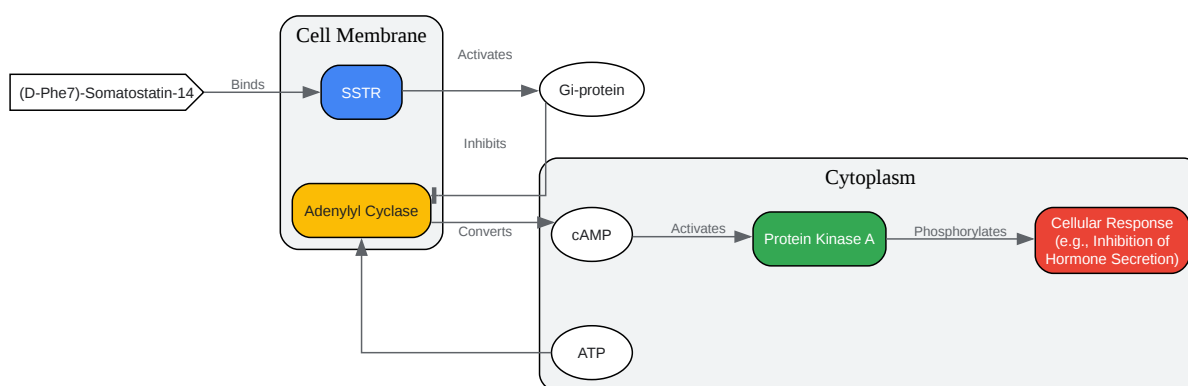 Cell Membrane
Activates
(D-Phe7)-Somatostatin-14
Binds
SSTR
Gi-protein
Inhibits
Cytoplasm
Adenylyl Cyclase
Converts
cAMP
Activates
Protein Kinase A
Phosphorylates
Cellular Response
(e.g., Inhibition of
Hormone Secretion)
ATP